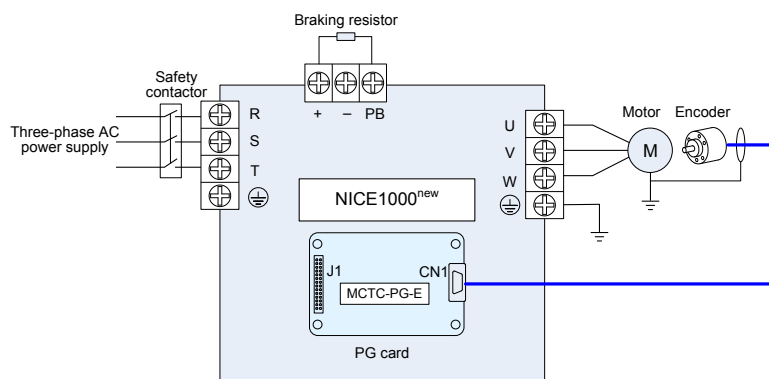 Braking resistor
Safety
contactor
Three-phase AC
power supply
R
S
T
+ – PB
U
V
W
Motor Encoder
M
NICE1000new
J1
CN1
MCTC-PG-E
PG card